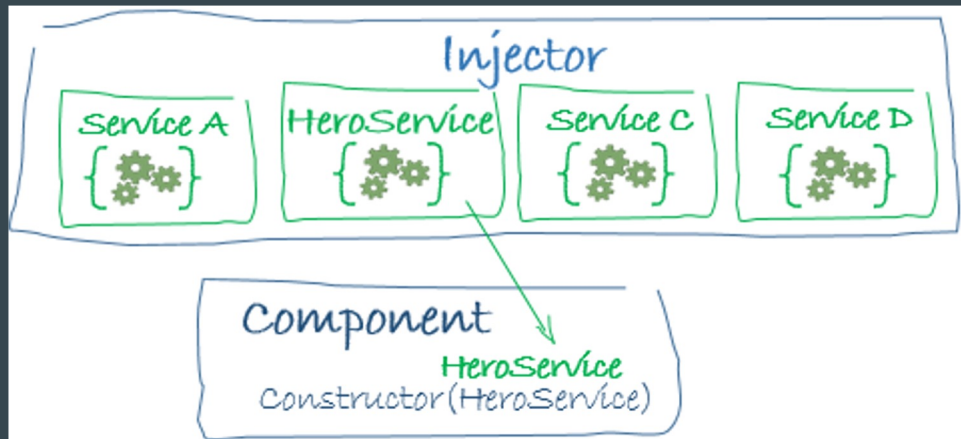 Injector
Service A
HeroService
Service C
Service D
{ }
{ }
{ }
{ }
Component
HeroService
Constructor(HeroService)